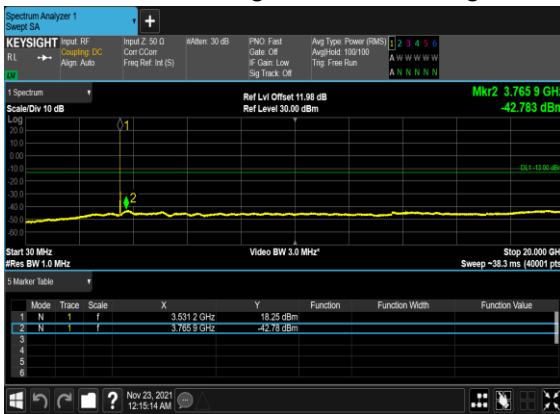 Spectrum Analyzer 1
Swept SA
+
KEYSIGHT Input: RF Input Z: 50 Ω #Atten: 30 dB PNO: Fast Avg Type: Power (RMS) 1 2 3 4 5 6
RL Coupling: DC Corr CCorr Gate: Off Avg|Hold: 100/100 A W W W W W
Align: Auto Freq Ref: Int (S) IF Gain: Low Trig: Free Run
Sig Track: Off A N N N N N
1 Spectrum Ref Lvl Offset 11.98 dB Mkr2 3.765 9 GHz
Scale/Div 10 dB Ref Level 30.00 dBm -42.783 dBm
Log
20.0 1
10.0
0.00
-10.0 DL1 -13.00 dBm
-20.0
-30.0
-40.0 2
-50.0
-60.0
Start 30 MHz Video BW 3.0 MHz* Stop 20.000 GHz
#Res BW 1.0 MHz Sweep ~38.3 ms (40001 pts)
5 Marker Table
Mode Trace Scale X Y Function Function Width Function Value
1 N 1 f 3.531 2 GHz 18.25 dBm
2 N 1 f 3.765 9 GHz -42.78 dBm
3
4
5
6
? Nov 23, 2021
12:15:14 AM